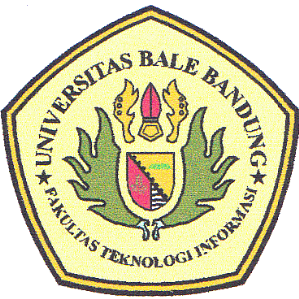 UNIVERSITAS BALE BANDUNG
FAKULTAS TEKNOLOGI INFORMASI